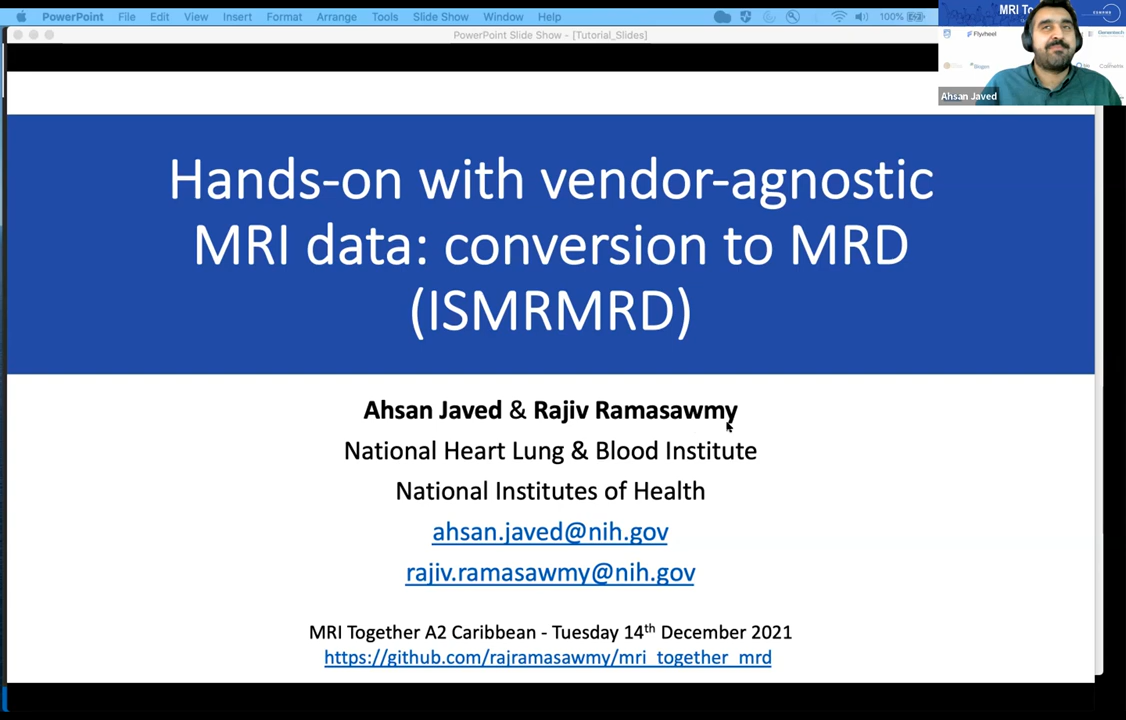 PowerPoint File Edit View Insert Format Arrange Tools Slide Show Window Help 100%
PowerPoint Slide Show - [Tutorial_Slides]
MRI To
Flywheel
Ahsan Javed
Hands-on with vendor-agnostic
MRI data: conversion to MRD
(ISMRMRD)
Ahsan Javed & Rajiv Ramasawmy
National Heart Lung & Blood Institute
National Institutes of Health
ahsan.javed@nih.gov
rajiv.ramasawmy@nih.gov
MRI Together A2 Caribbean - Tuesday 14th December 2021
https://github.com/rajramasawmy/mri_together_mrd